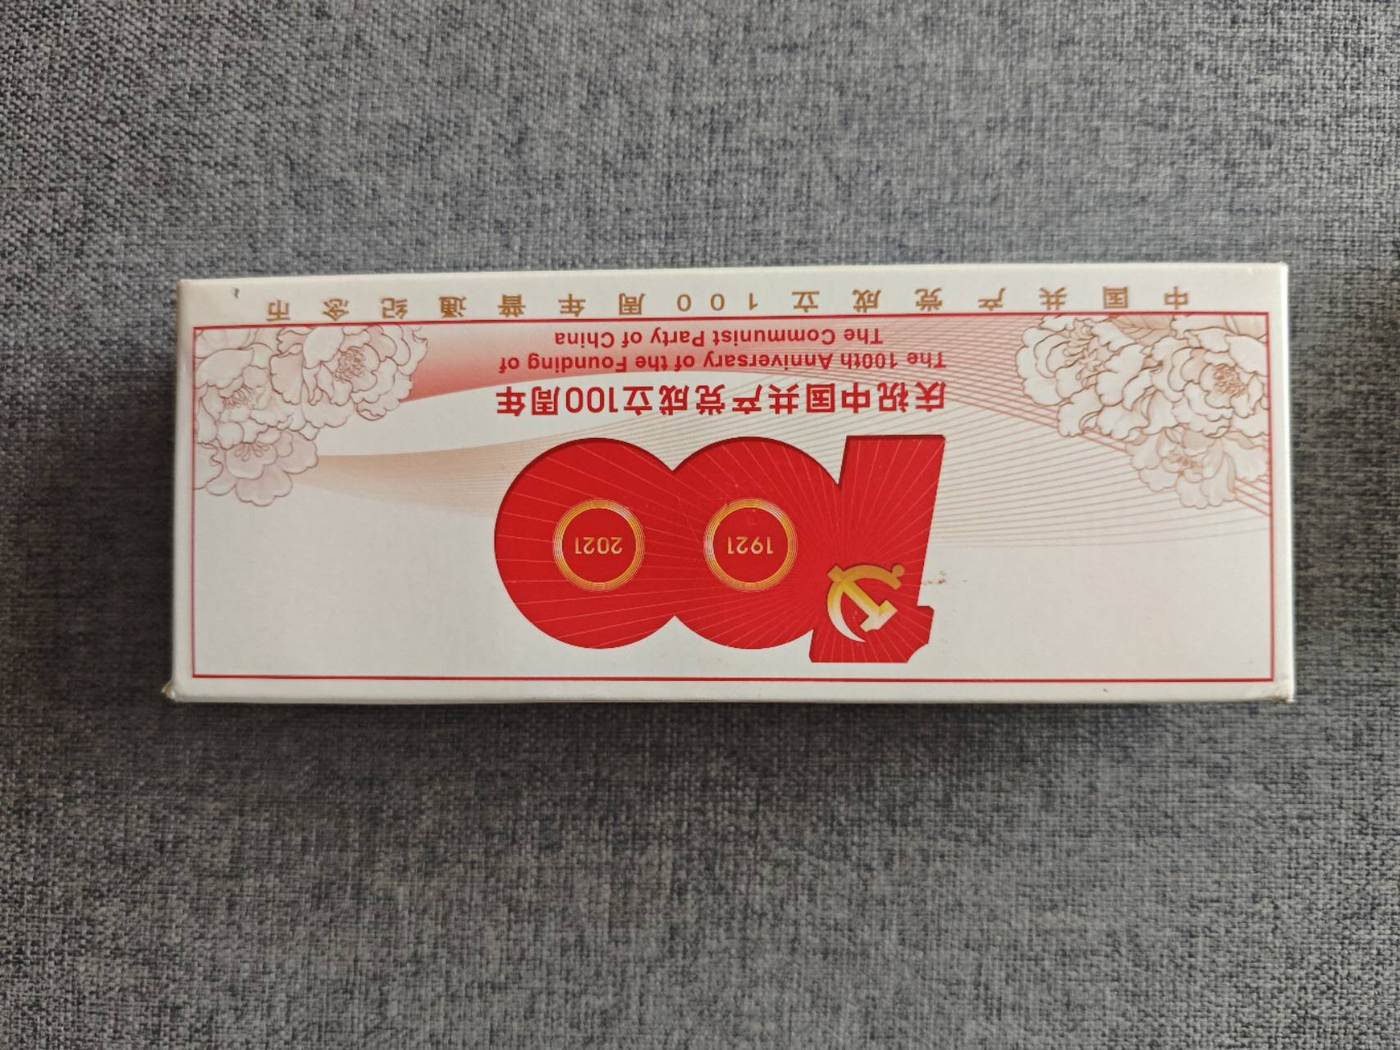 100
1921
2021
庆祝中国共产党成立100周年
The 100th Anniversary of the Founding of
The Communist Party of China
中国共产党成立100周年普通纪念币